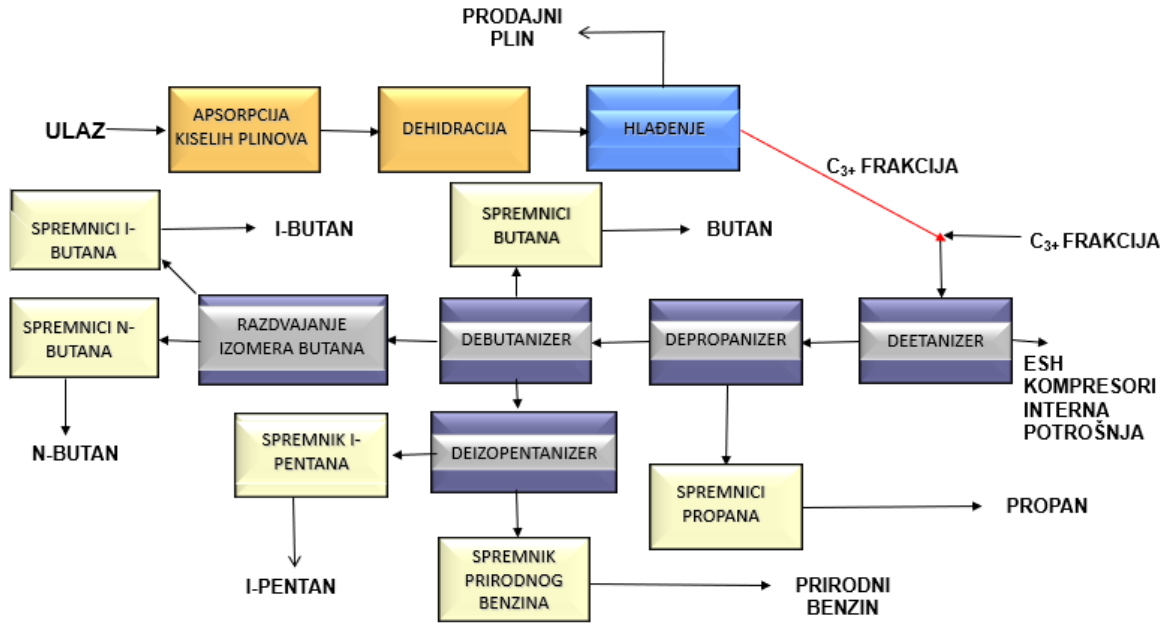 PRODAJNI
PLIN
ULAZ
APSORPCIJA
KISELIH PLINOVA
DEHIDRACIJA
HLAĐENJE
C₃₊ FRAKCIJA
SPREMNICI I-
BUTANA
I-BUTAN
SPREMNICI
BUTANA
BUTAN
C₃₊ FRAKCIJA
SPREMNICI N-
BUTANA
RAZDVAJANJE
IZOMERA BUTANA
DEBUTANIZER
DEPROPANIZER
DEETANIZER
ESH
KOMPRESORI
INTERNA
POTROŠNJA
N-BUTAN
SPREMNIK I-
PENTANA
DEIZOPENTANIZER
SPREMNICI
PROPANA
PROPAN
I-PENTAN
SPREMNIK
PRIRODNOG
BENZINA
PRIRODNI
BENZIN